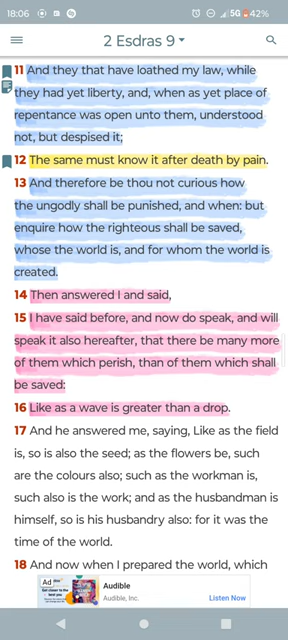 18:06 5G 42%
2 Esdras 9
11 And they that have loathed my law, while
they had yet liberty, and, when as yet place of
repentance was open unto them, understood
not, but despised it;
12 The same must know it after death by pain.
13 And therefore be thou not curious how
the ungodly shall be punished, and when: but
enquire how the righteous shall be saved,
whose the world is, and for whom the world is
created.
14 Then answered I and said,
15 I have said before, and now do speak, and will
speak it also hereafter, that there be many more
of them which perish, than of them which shall
be saved:
16 Like as a wave is greater than a drop.
17 And he answered me, saying, Like as the field
is, so is also the seed; as the flowers be, such
are the colours also; such as the workman is,
such also is the work; and as the husbandman is
himself, so is his husbandry also: for it was the
time of the world.
18 And now when I prepared the world, which
Ad
Audible
Audible, Inc.
Listen Now